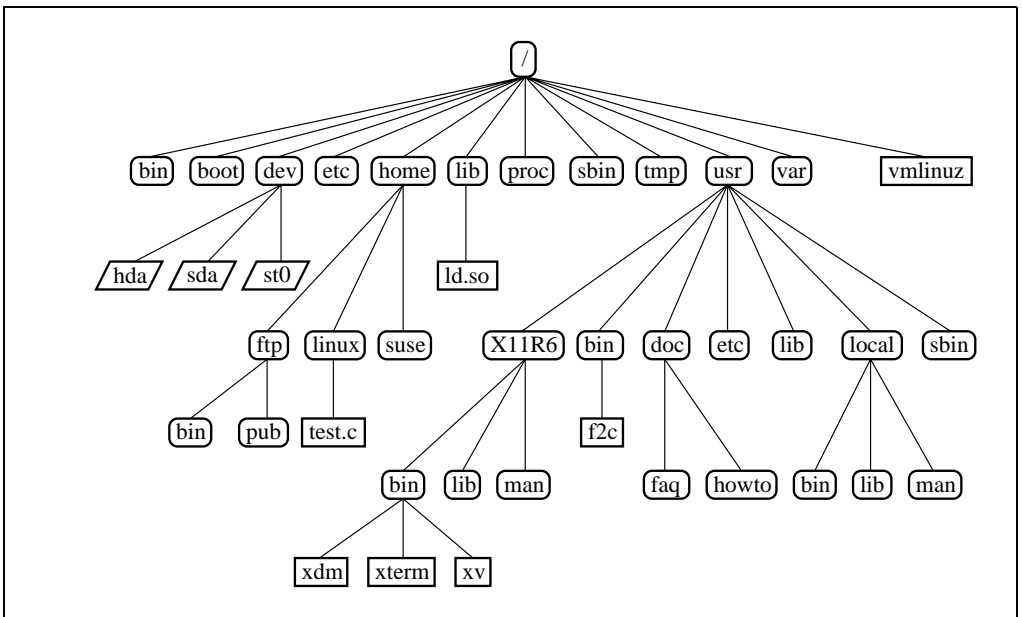 /
bin boot dev etc home lib proc sbin tmp usr var vmlinuz
hda sda st0 ld.so
ftp linux suse X11R6 bin doc etc lib local sbin
bin pub test.c f2c
bin lib man faq howto bin lib man
xdm xterm xv